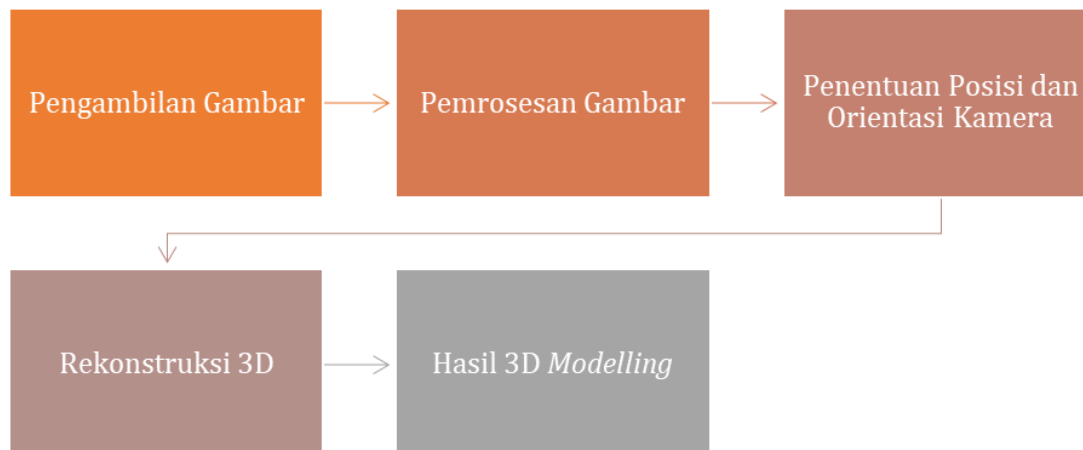 Pengambilan Gambar
Pemrosesan Gambar
Penentuan Posisi dan
Orientasi Kamera
Rekonstruksi 3D
Hasil 3D Modelling